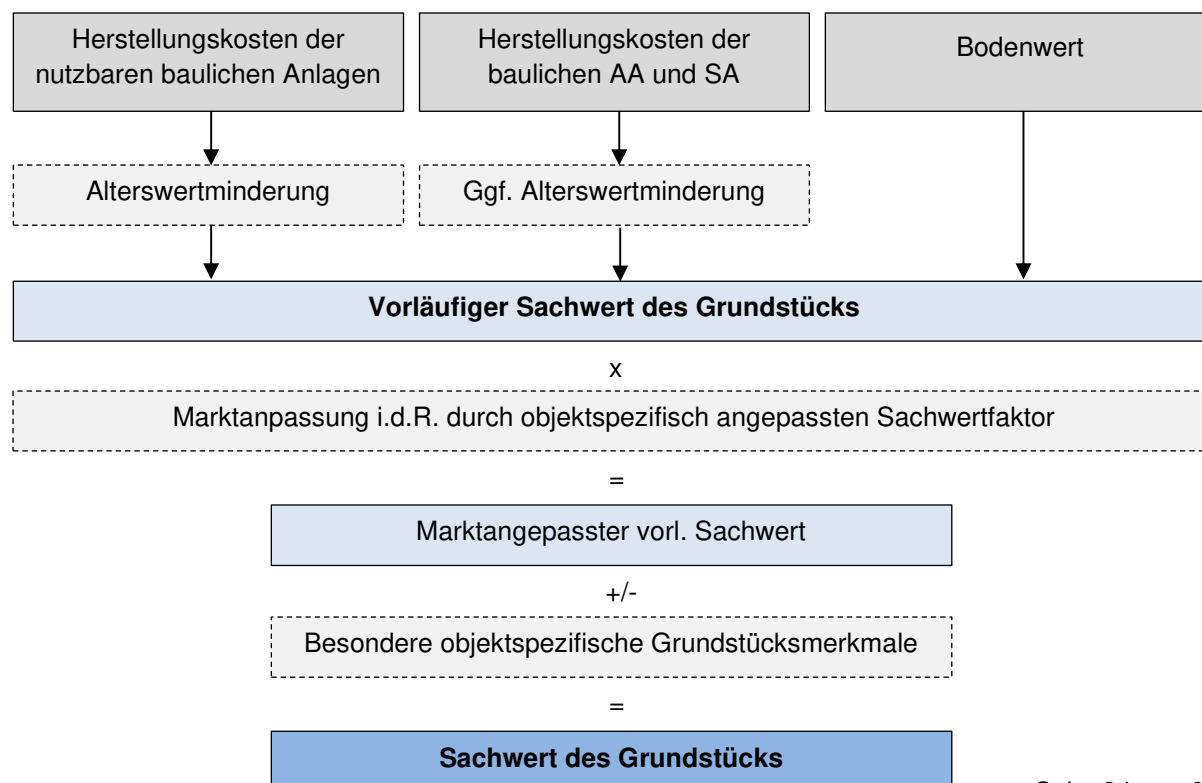 Herstellungskosten der
nutzbaren baulichen Anlagen
Herstellungskosten der
baulichen AA und SA
Bodenwert
Alterswertminderung
Ggf. Alterswertminderung
Vorläufiger Sachwert des Grundstücks
x
Marktanpassung i.d.R. durch objektspezifisch angepassten Sachwertfaktor
=
Marktangepasster vorl. Sachwert
+/-
Besondere objektspezifische Grundstücksmerkmale
=
Sachwert des Grundstücks